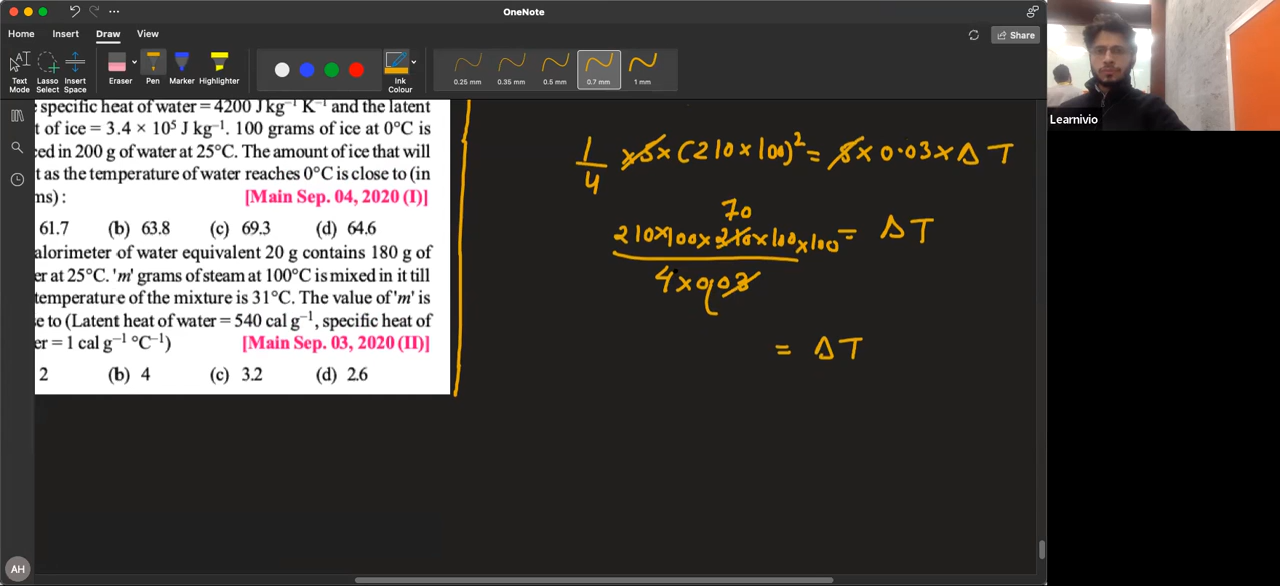 OneNote
Home Insert Draw View
Share
Text Mode
Lasso Select
Insert Space
Eraser
Pen
Marker
Highlighter
Ink Colour
0.25 mm
0.35 mm
0.5 mm
0.7 mm
1 mm
specific heat of water = 4200 J kg⁻¹ K⁻¹ and the latent
t of ice = 3.4 × 10⁵ J kg⁻¹. 100 grams of ice at 0°C is
ced in 200 g of water at 25°C. The amount of ice that will
t as the temperature of water reaches 0°C is close to (in
ms) : [Main Sep. 04, 2020 (I)]
61.7 (b) 63.8 (c) 69.3 (d) 64.6
alorimeter of water equivalent 20 g contains 180 g of
er at 25°C. 'm' grams of steam at 100°C is mixed in it till
temperature of the mixture is 31°C. The value of 'm' is
e to (Latent heat of water = 540 cal g⁻¹, specific heat of
er = 1 cal g⁻¹ °C⁻¹) [Main Sep. 03, 2020 (II)]
2 (b) 4 (c) 3.2 (d) 2.6
1/4 × (210×100)² = × 0.03 × ΔT
70
210×100×210×100×100 = ΔT
4×
= ΔT
Learnivio
AH